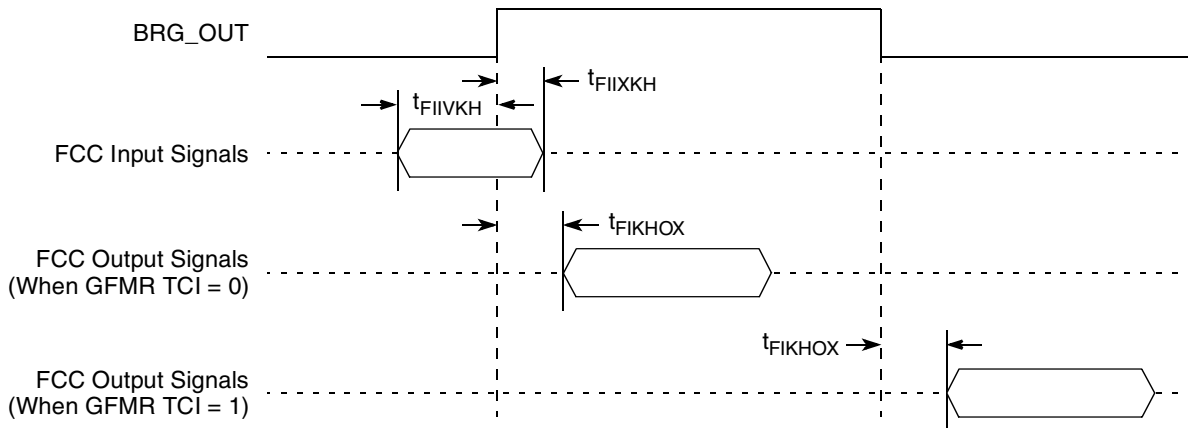 BRG_OUT
tFIIXKH
tFIIVKH
FCC Input Signals
tFIKHOX
FCC Output Signals
(When GFMR TCI = 0)
tFIKHOX
FCC Output Signals
(When GFMR TCI = 1)